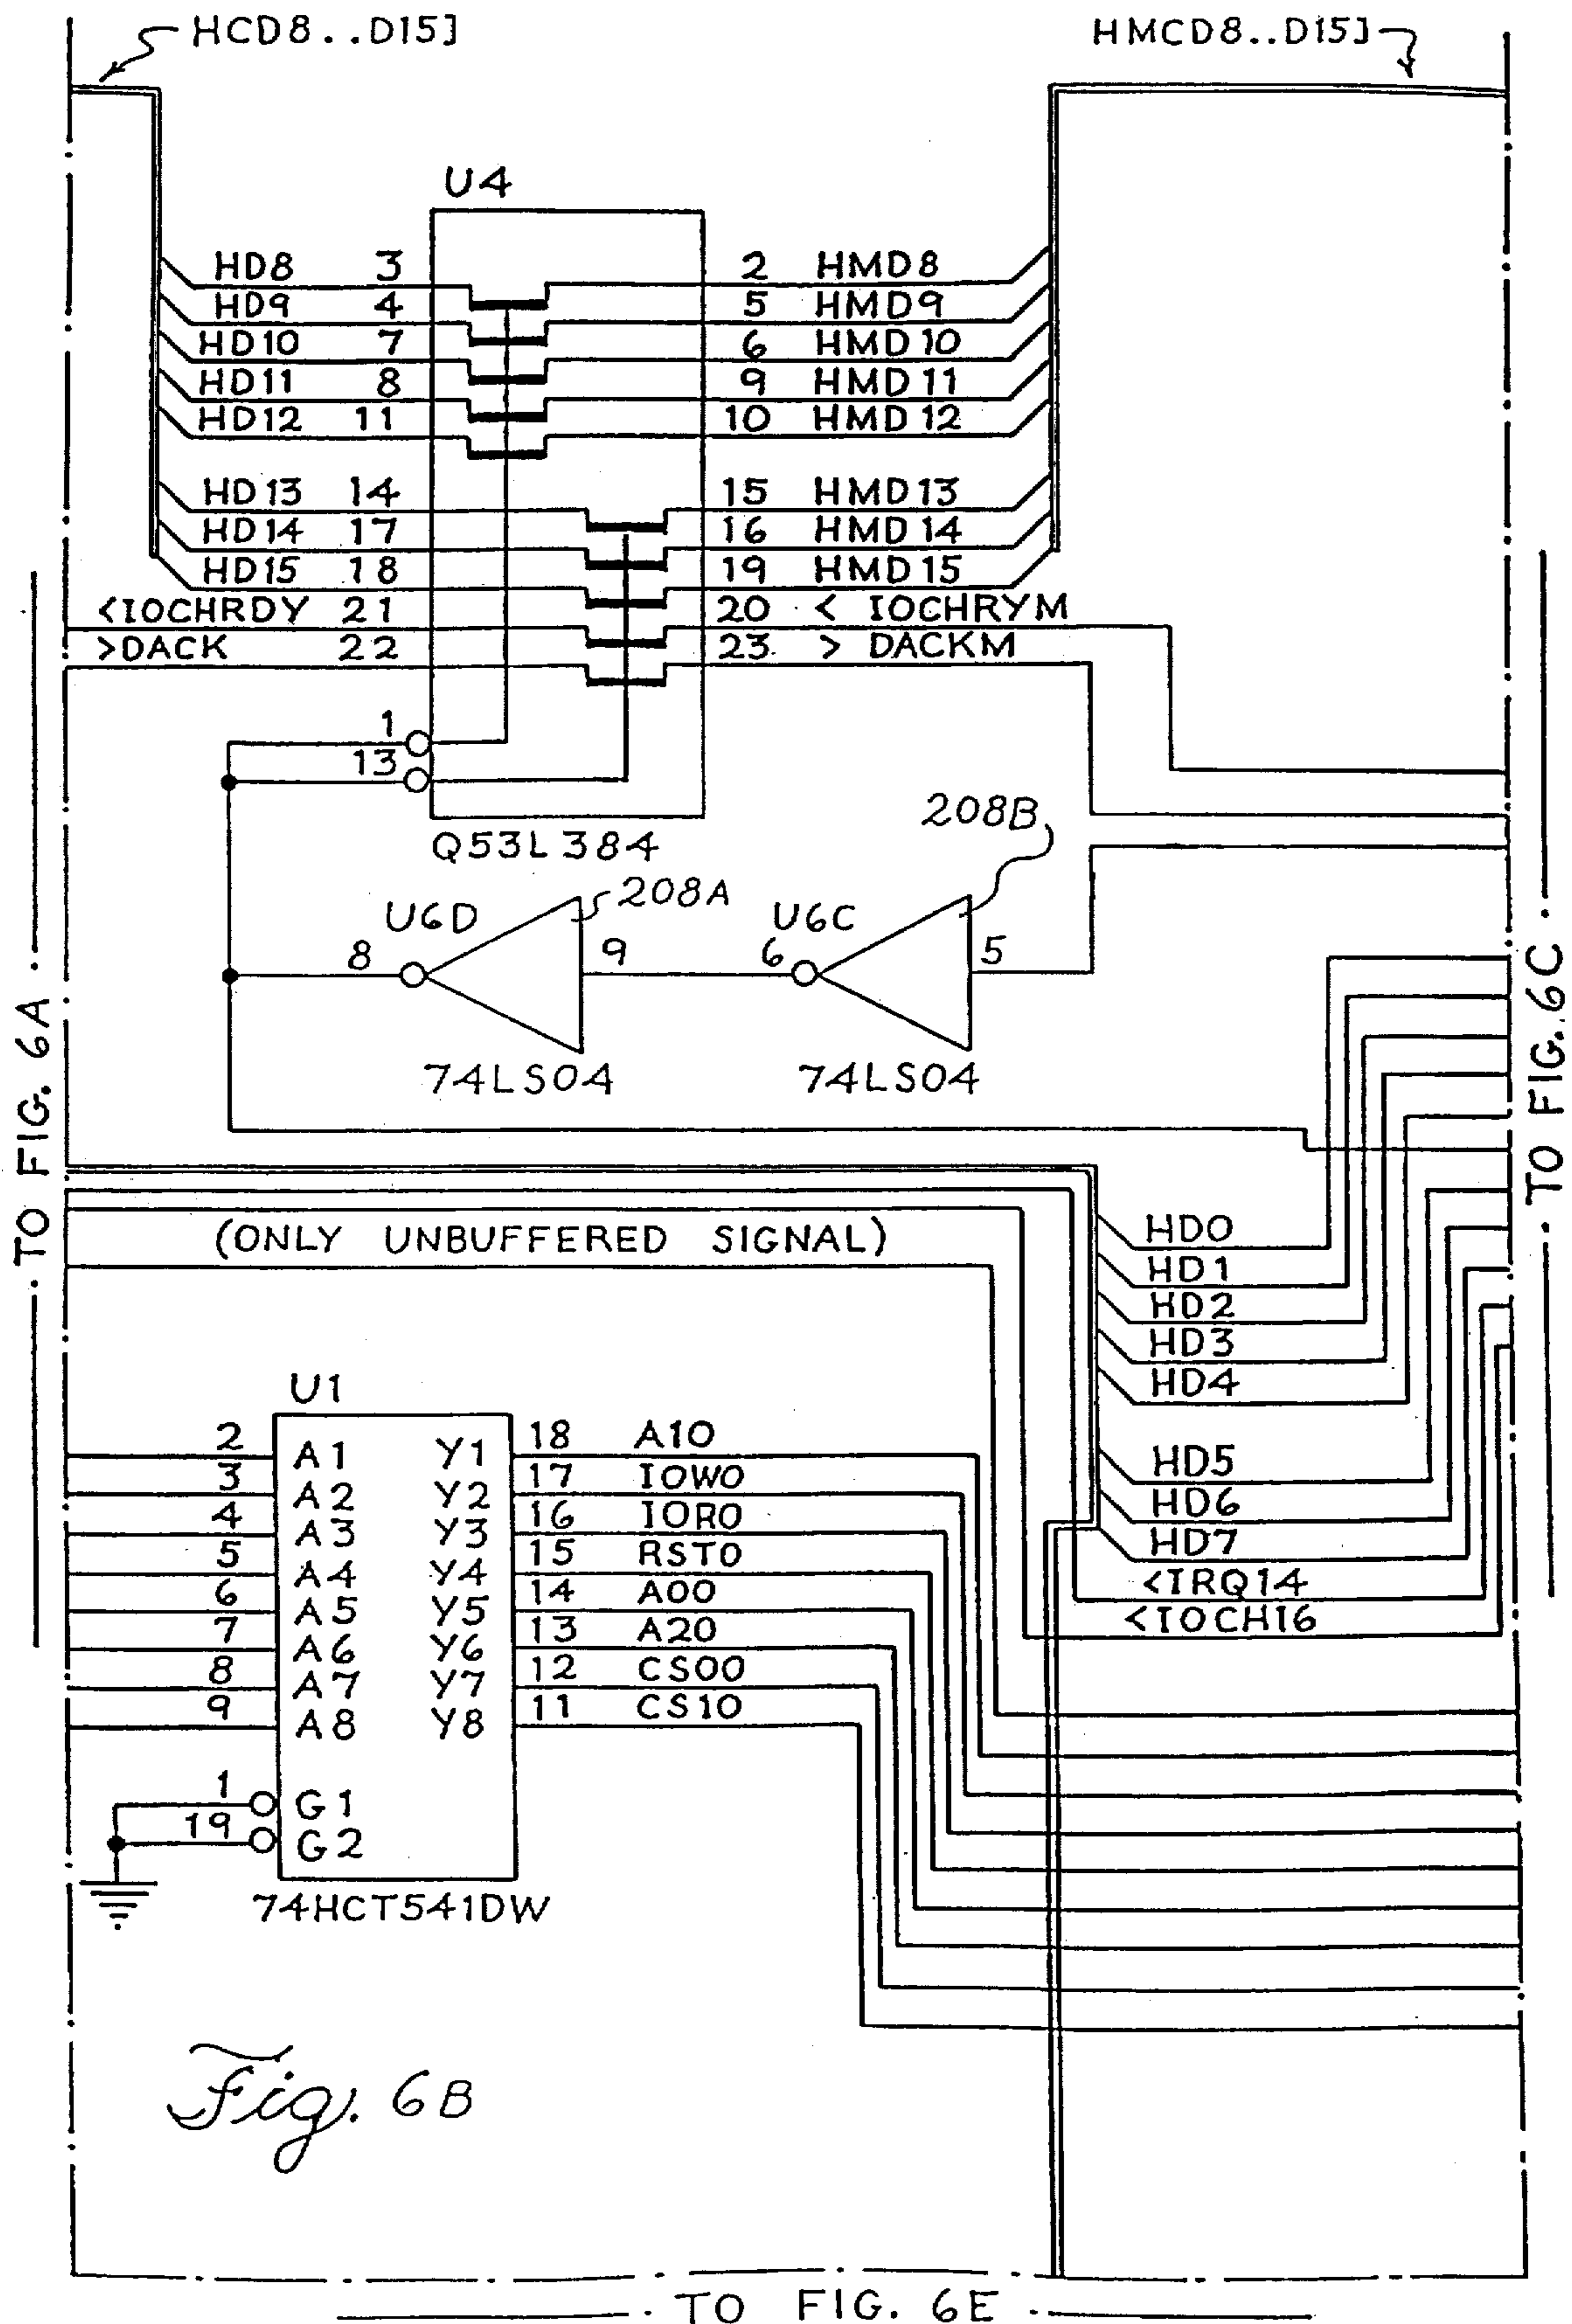 HCD8..D15]
HMCD8..D15]
U4
HD8 3 2 HMD8
HD9 4 5 HMD9
HD10 7 6 HMD10
HD11 8 9 HMD11
HD12 11 10 HMD12
HD13 14 15 HMD13
HD14 17 16 HMD14
HD15 18 19 HMD15
<IOCHRDY 21 20 < IOCHRYM
>DACK 22 23 > DACKM
1
13
Q53L384
208B
208A
U6D
U6C
8 9 6 5
74LS04 74LS04
TO FIG. 6A
TO FIG. 6C
(ONLY UNBUFFERED SIGNAL)
HD0
HD1
HD2
HD3
HD4
HD5
HD6
HD7
<IRQ14
<IOCHI6
U1
2 A1 Y1 18 A10
3 A2 Y2 17 IOW0
4 A3 Y3 16 IOR0
5 A4 Y4 15 RST0
6 A5 Y5 14 A00
7 A6 Y6 13 A20
8 A7 Y7 12 CS00
9 A8 Y8 11 CS10
1 G1
19 G2
74HCT541DW
Fig. 6B
TO FIG. 6E